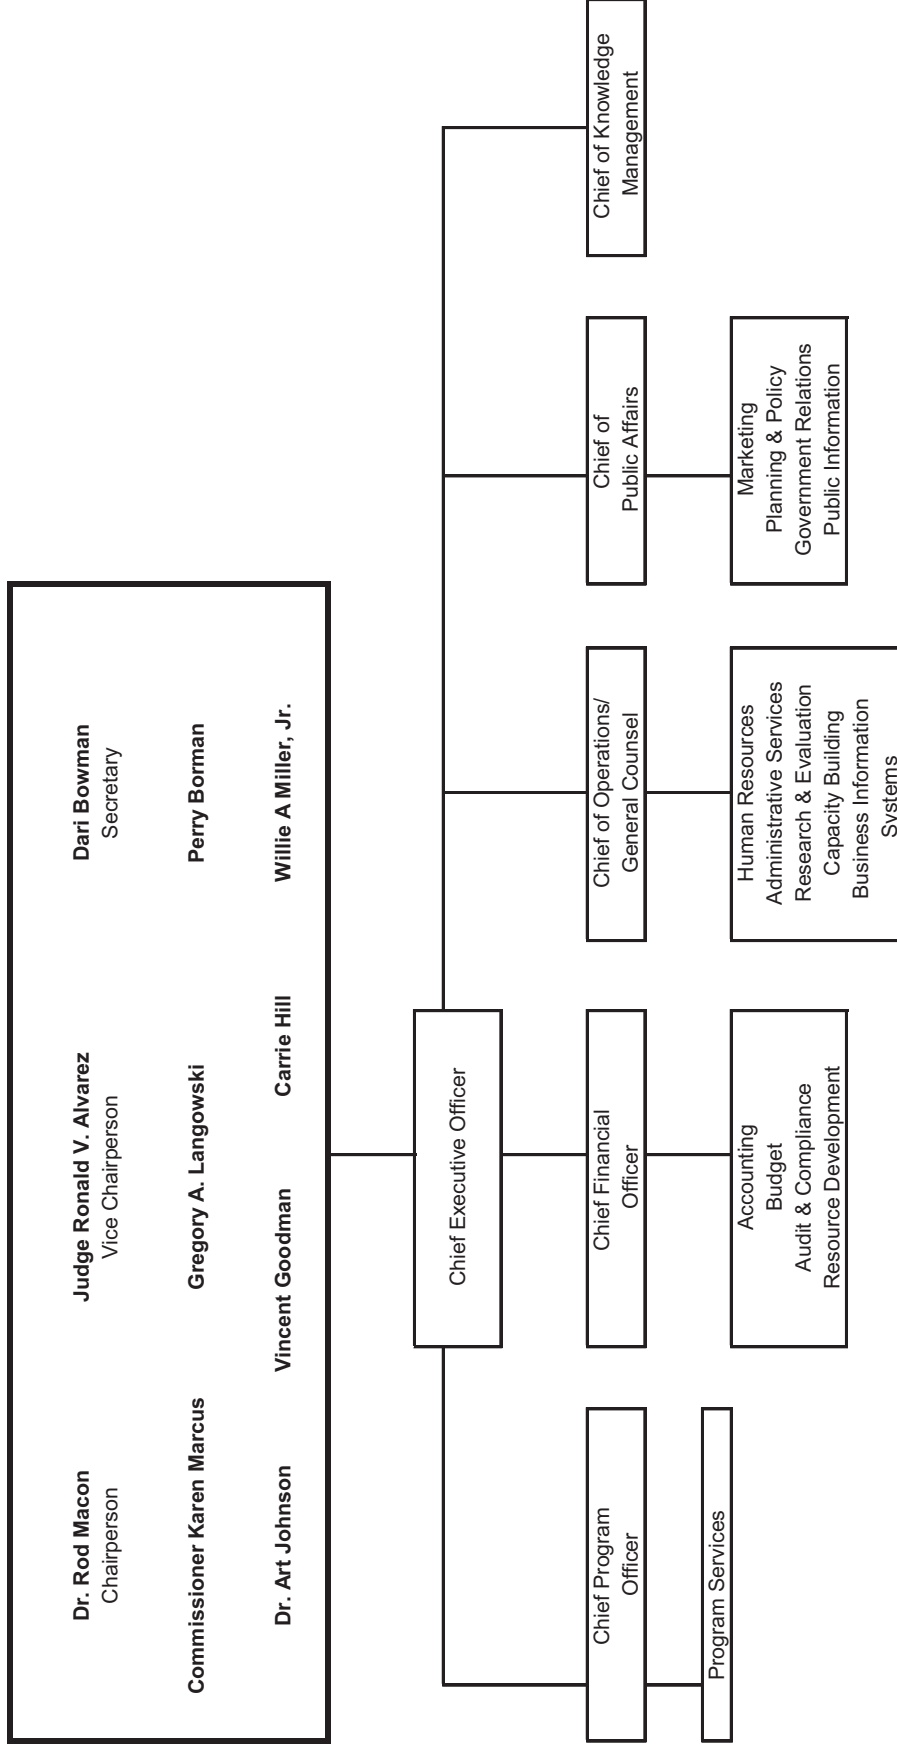 Dr. Rod Macon
Chairperson
Judge Ronald V. Alvarez
Vice Chairperson
Dari Bowman
Secretary
Commissioner Karen Marcus
Gregory A. Langowski
Perry Borman
Dr. Art Johnson
Vincent Goodman
Carrie Hill
Willie A Miller, Jr.
Chief Executive Officer
Chief Program
Officer
Chief Financial
Officer
Chief of Operations/
General Counsel
Chief of
Public Affairs
Chief of Knowledge
Management
Program Services
Accounting
Budget
Audit & Compliance
Resource Development
Human Resources
Administrative Services
Research & Evaluation
Capacity Building
Business Information
Systems
Marketing
Planning & Policy
Government Relations
Public Information